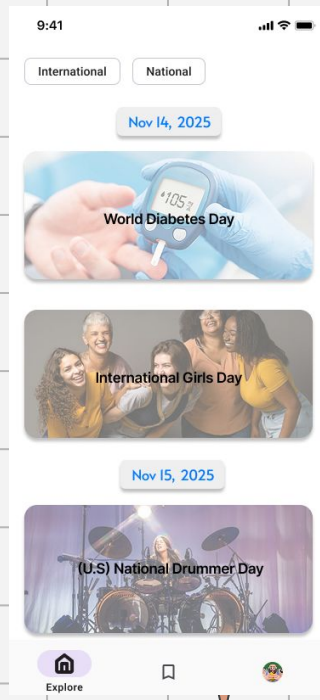 9:41
International
National
Nov 14, 2025
105
World Diabetes Day
International Girls Day
Nov 15, 2025
(U.S) National Drummer Day
Explore